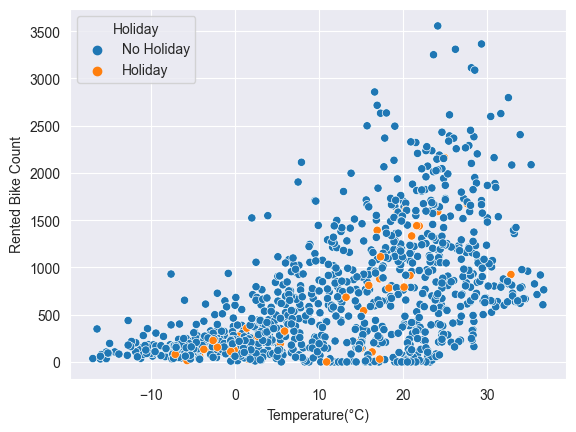 Holiday
No Holiday
Holiday
3500
3000
2500
2000
1500
1000
500
0
Rented Bike Count
−10
0
10
20
30
Temperature(°C)